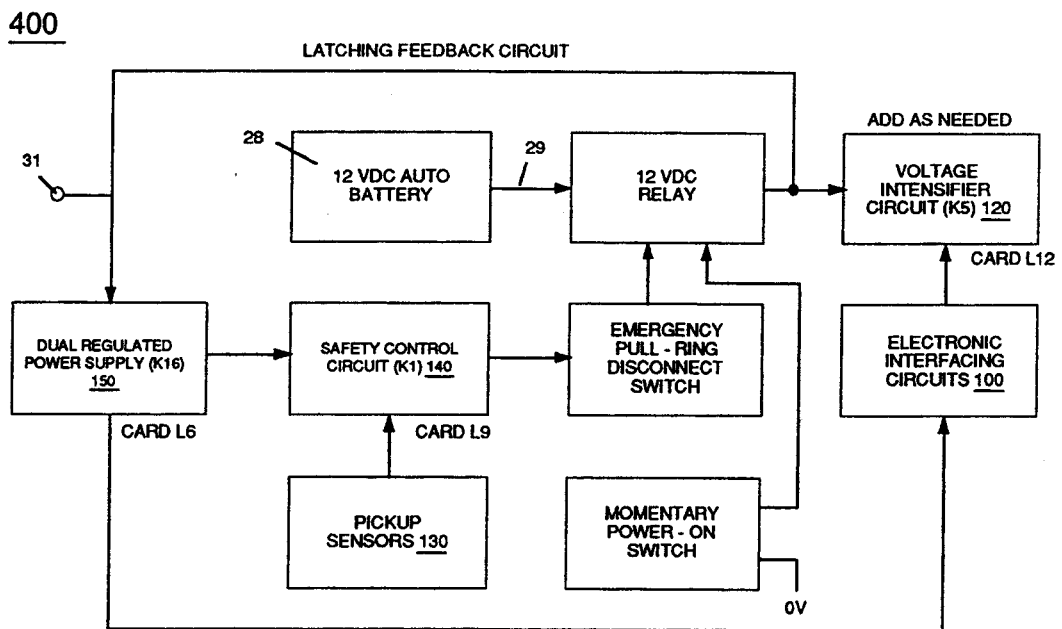 400
LATCHING FEEDBACK CIRCUIT
31
28
12 VDC AUTO
BATTERY
29
12 VDC
RELAY
ADD AS NEEDED
VOLTAGE
INTENSIFIER
CIRCUIT (K5) 120
CARD L12
DUAL REGULATED
POWER SUPPLY (K16)
150
CARD L6
SAFETY CONTROL
CIRCUIT (K1) 140
CARD L9
EMERGENCY
PULL - RING
DISCONNECT
SWITCH
ELECTRONIC
INTERFACING
CIRCUITS 100
PICKUP
SENSORS 130
MOMENTARY
POWER - ON
SWITCH
0V